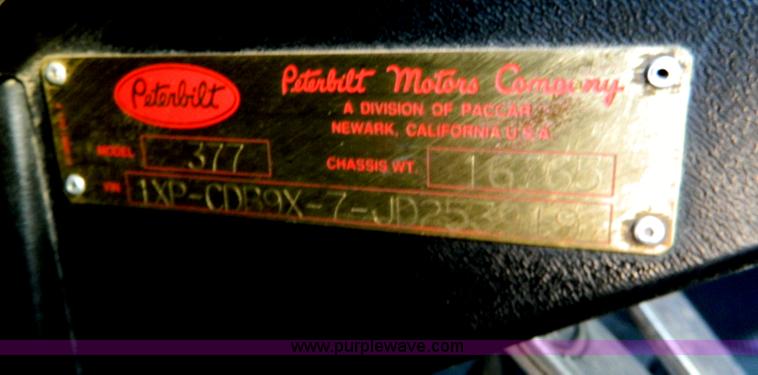 Peterbilt
Peterbilt Motors Company
A DIVISION OF PACCAR
NEWARK, CALIFORNIA U.S.A.
MODEL 377
CHASSIS WT.
VIN
www.purplewave.com